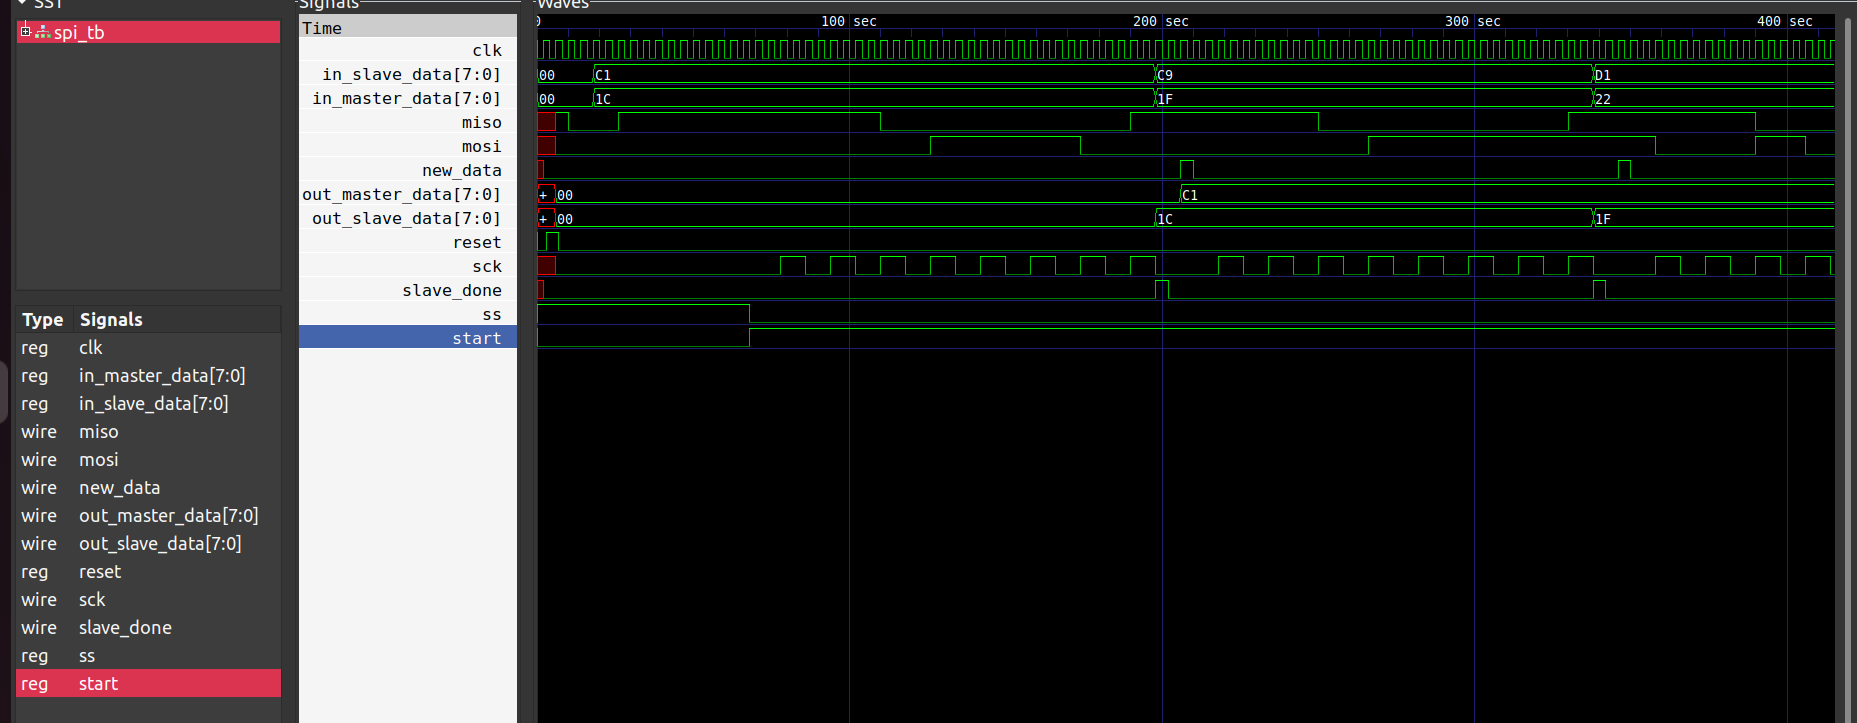 SST
spi_tb
Type Signals
reg clk
reg in_master_data[7:0]
reg in_slave_data[7:0]
wire miso
wire mosi
wire new_data
wire out_master_data[7:0]
wire out_slave_data[7:0]
reg reset
wire sck
wire slave_done
reg ss
reg start
Signals
Time
clk
in_slave_data[7:0]
in_master_data[7:0]
miso
mosi
new_data
out_master_data[7:0]
out_slave_data[7:0]
reset
sck
slave_done
ss
start
Waves
0 100 sec 200 sec 300 sec 400 sec
00 C1 C9 D1
00 1C 1F 22
+ 00 C1
+ 00 1C 1F